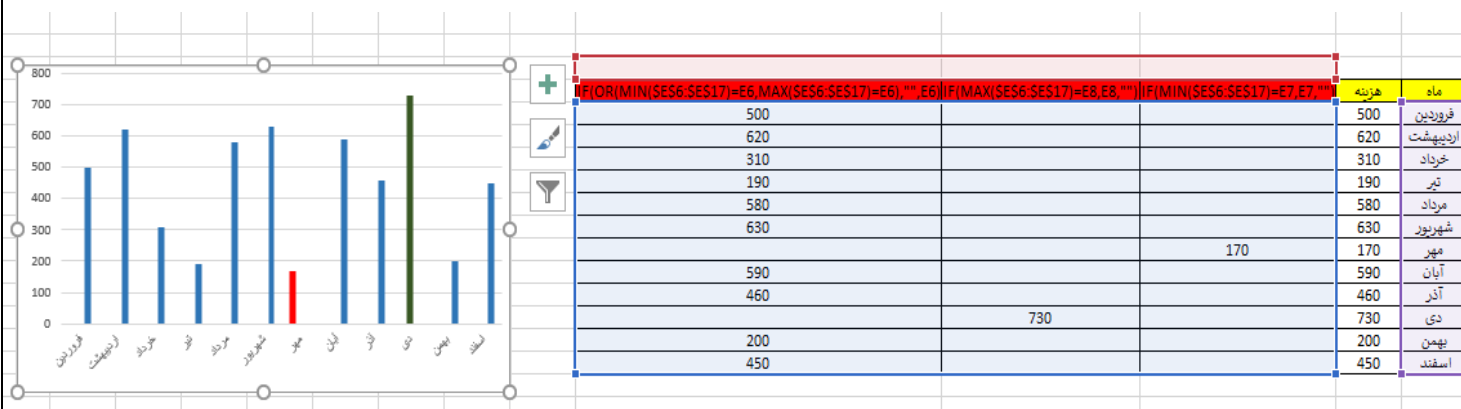 800
700
600
500
400
300
200
100
0
فروردین
اردیبهشت
خرداد
تیر
مرداد
شهریور
مهر
آبان
آذر
دی
بهمن
اسفند
ماه هزینه IF(MIN($E$6:$E$17)=E7,E7,"") IF(MAX($E$6:$E$17)=E8,E8,"") IF(OR(MIN($E$6:$E$17)=E6,MAX($E$6:$E$17)=E6),"",E6)
فروردین 500 500
اردیبهشت 620 620
خرداد 310 310
تیر 190 190
مرداد 580 580
شهریور 630 630
مهر 170 170
آبان 590 590
آذر 460 460
دی 730 730
بهمن 200 200
اسفند 450 450